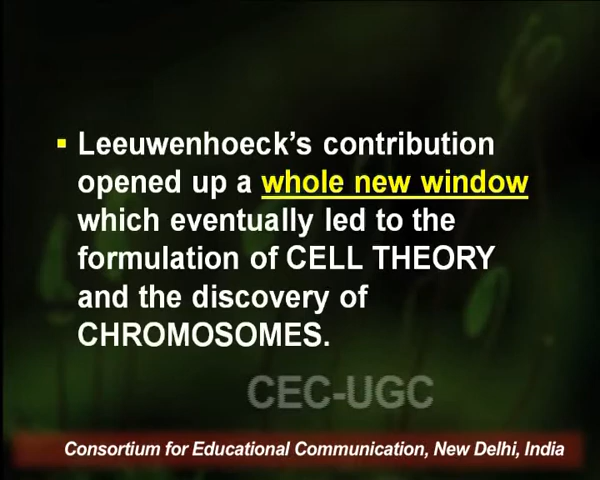 Leeuwenhoeck's contribution
opened up a whole new window
which eventually led to the
formulation of CELL THEORY
and the discovery of
CHROMOSOMES.
CEC-UGC
Consortium for Educational Communication, New Delhi, India